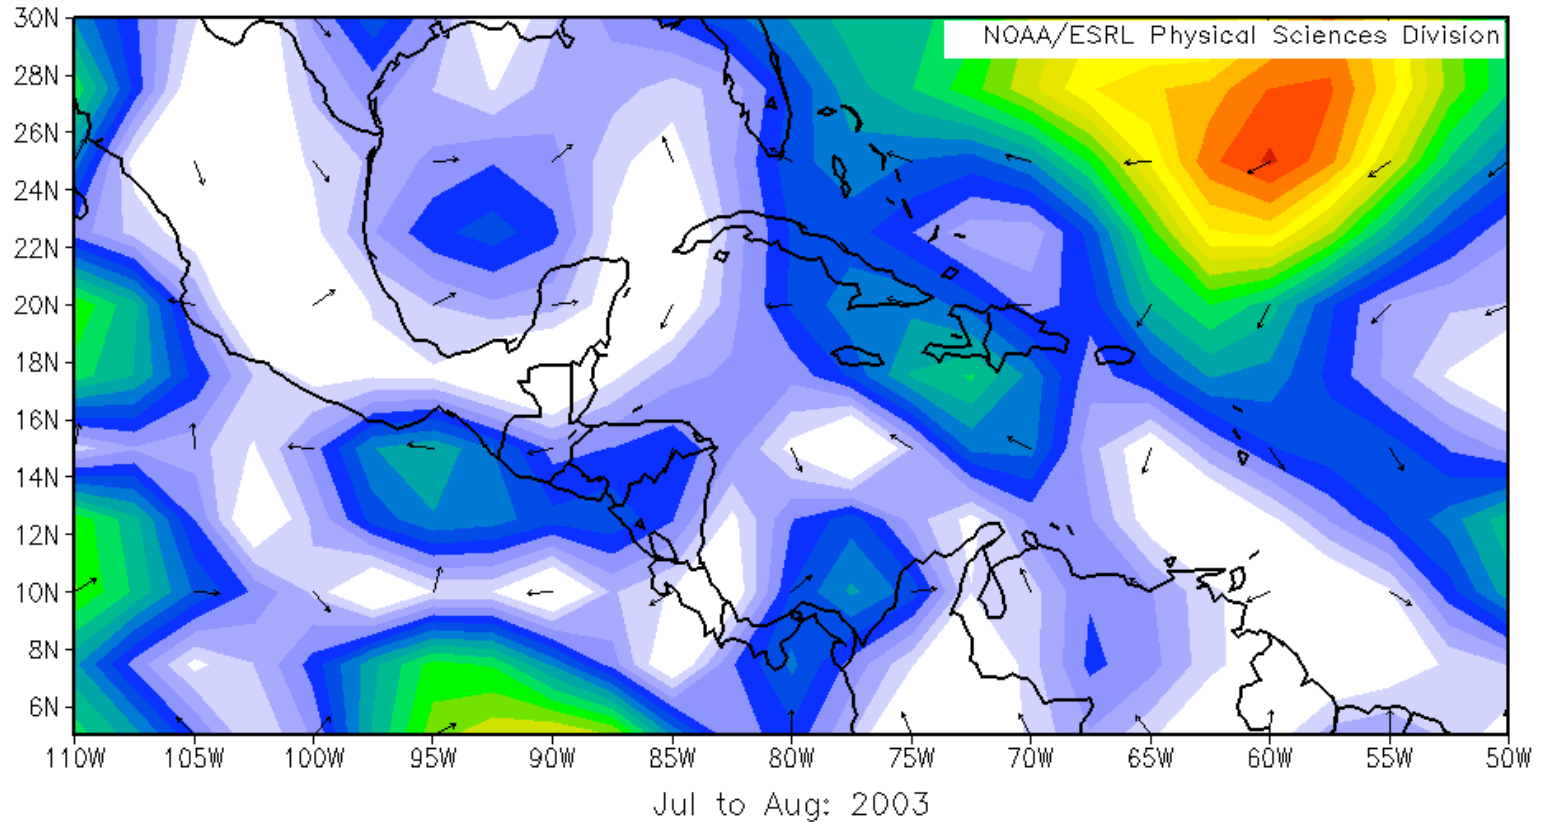 30N
NOAA/ESRL Physical Sciences Division
28N
26N
24N
22N
20N
18N
16N
14N
12N
10N
8N
6N
110W 105W 100W 95W 90W 85W 80W 75W 70W 65W 60W 55W 50W
Jul to Aug: 2003